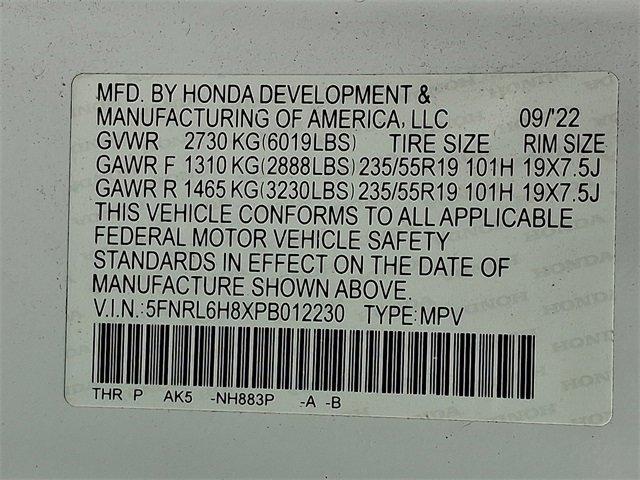 MFD. BY HONDA DEVELOPMENT &
MANUFACTURING OF AMERICA, LLC 09/'22
GVWR 2730 KG(6019LBS) TIRE SIZE RIM SIZE
GAWR F 1310 KG(2888LBS) 235/55R19 101H 19X7.5J
GAWR R 1465 KG(3230LBS) 235/55R19 101H 19X7.5J
THIS VEHICLE CONFORMS TO ALL APPLICABLE
FEDERAL MOTOR VEHICLE SAFETY
STANDARDS IN EFFECT ON THE DATE OF
MANUFACTURE SHOWN ABOVE.
V.I.N.:5FNRL6H8XPB012230 TYPE:MPV
THR P AK5 -NH883P -A -B